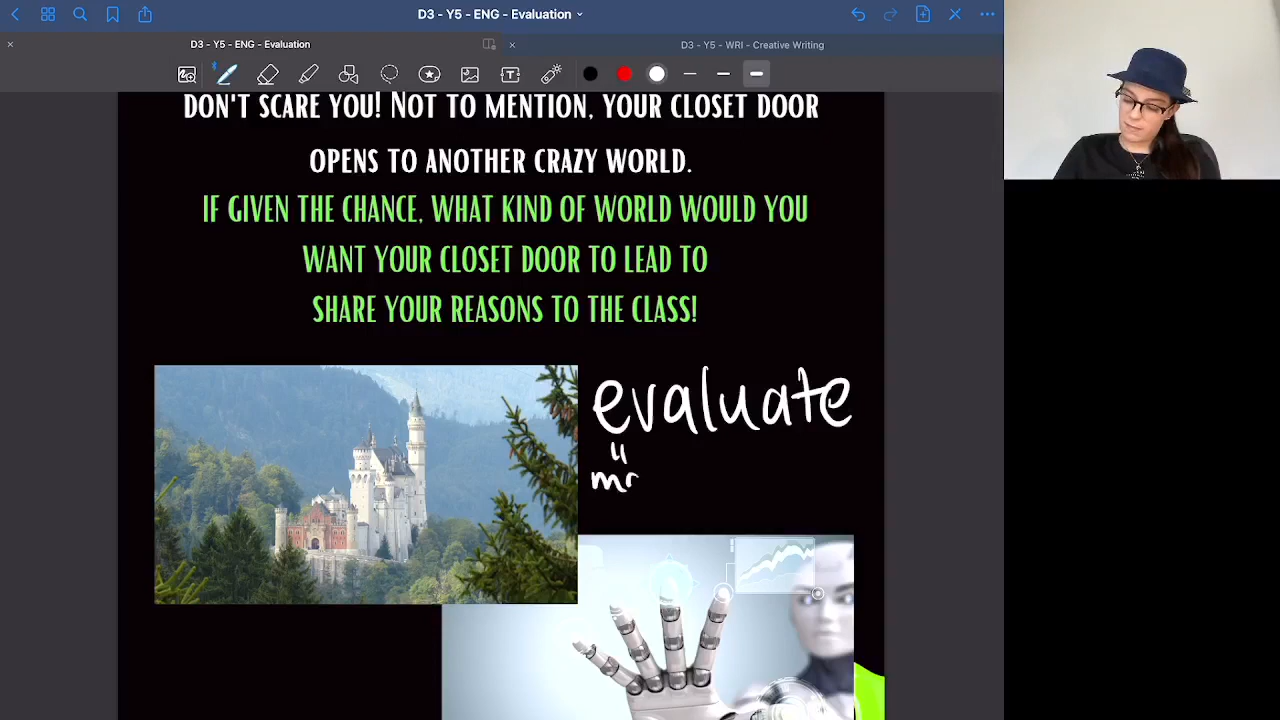 D3 - Y5 - ENG - Evaluation
D3 - Y5 - ENG - Evaluation
D3 - Y5 - WRI - Creative Writing
DON'T SCARE YOU! NOT TO MENTION, YOUR CLOSET DOOR
OPENS TO ANOTHER CRAZY WORLD.
IF GIVEN THE CHANCE, WHAT KIND OF WORLD WOULD YOU
WANT YOUR CLOSET DOOR TO LEAD TO
SHARE YOUR REASONS TO THE CLASS!
evaluate